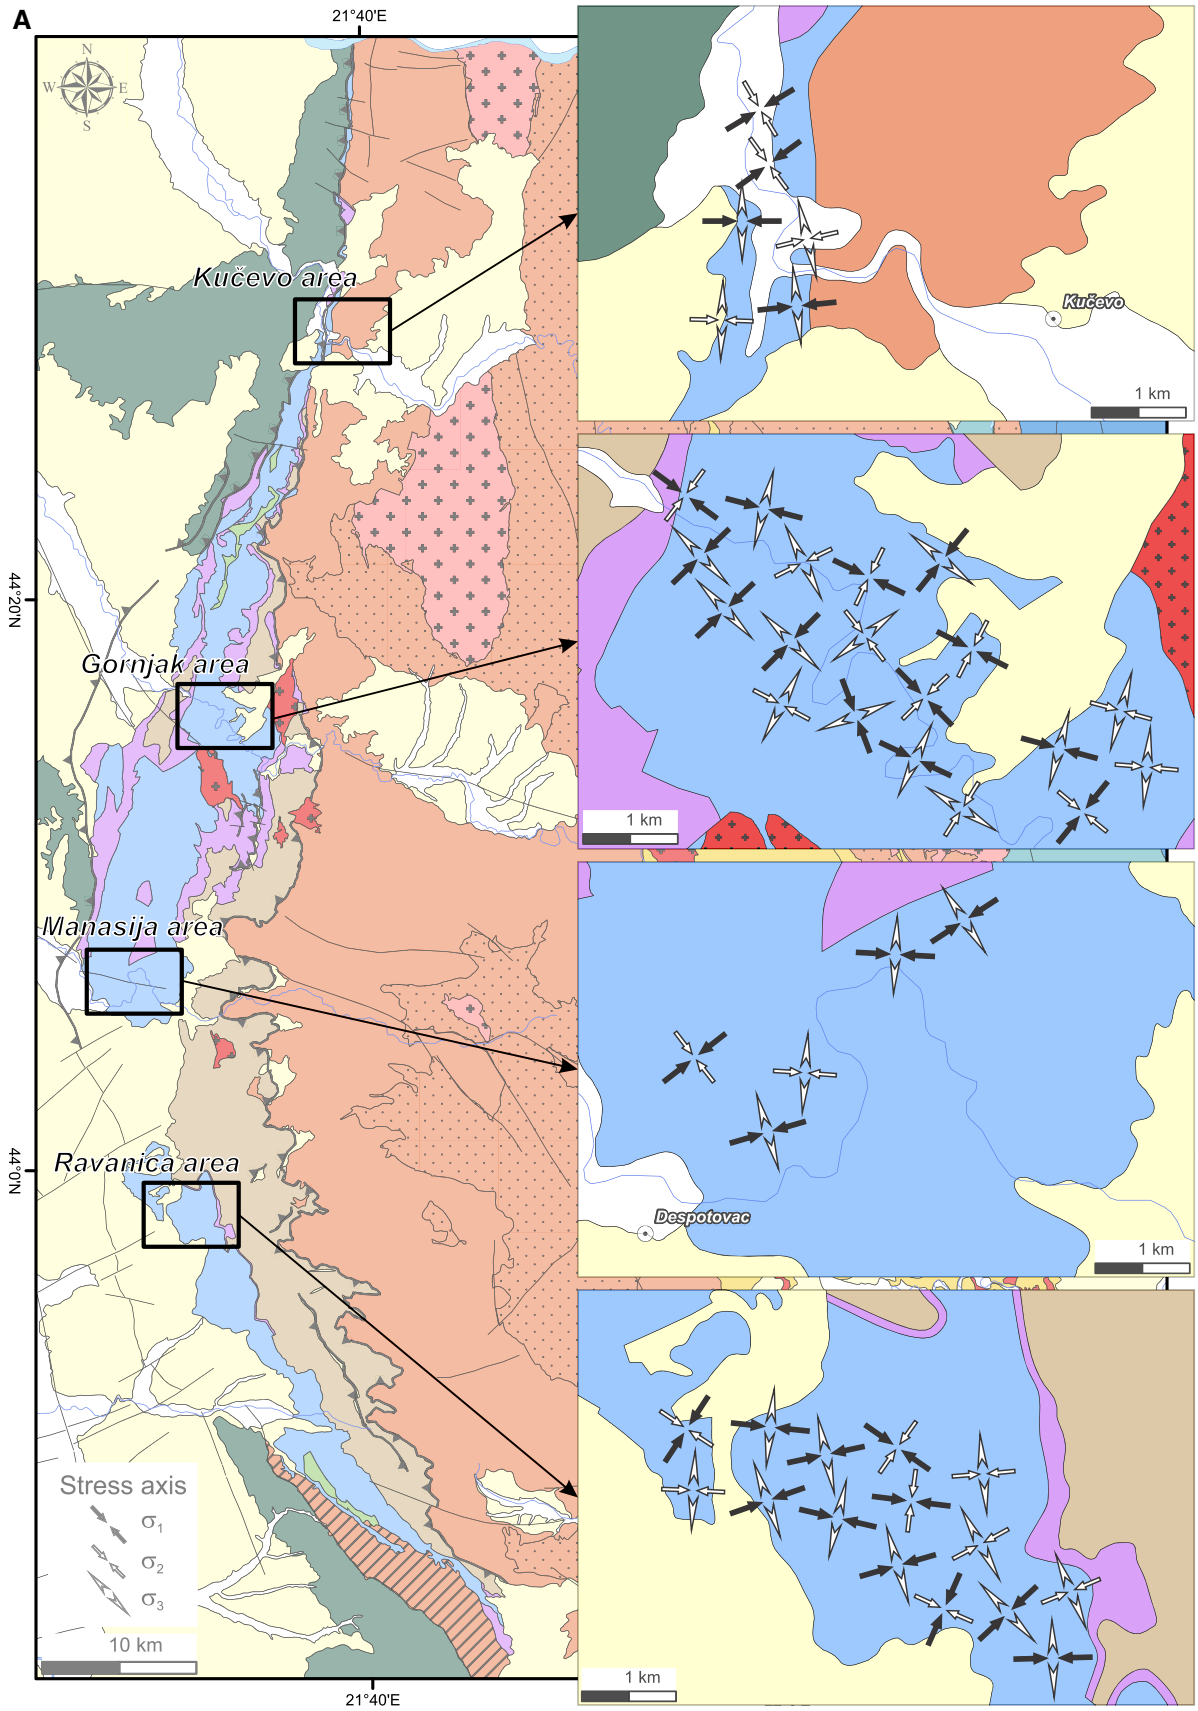 A
21°40'E
N
W E
S
Kučevo area
Kučevo
1 km
44°20'N
Gornjak area
1 km
Manasija area
Despotovac
1 km
44°0'N
Ravanica area
Stress axis
σ1
σ2
σ3
10 km
1 km
21°40'E